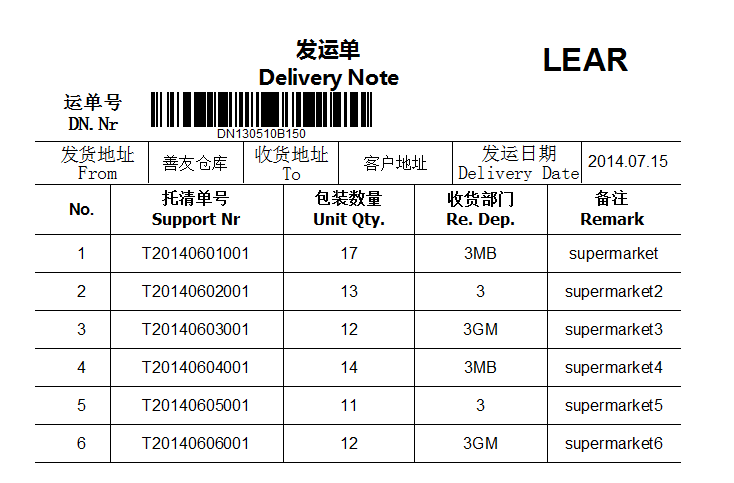 发运单
Delivery Note
LEAR
运单号
DN.Nr
DN130510B150
发货地址
From
善友仓库
收货地址
To
客户地址
发运日期
Delivery Date
2014.07.15
No.
托清单号
Support Nr
包装数量
Unit Qty.
收货部门
Re. Dep.
备注
Remark
1 T20140601001 17 3MB supermarket
2 T20140602001 13 3 supermarket2
3 T20140603001 12 3GM supermarket3
4 T20140604001 14 3MB supermarket4
5 T20140605001 11 3 supermarket5
6 T20140606001 12 3GM supermarket6